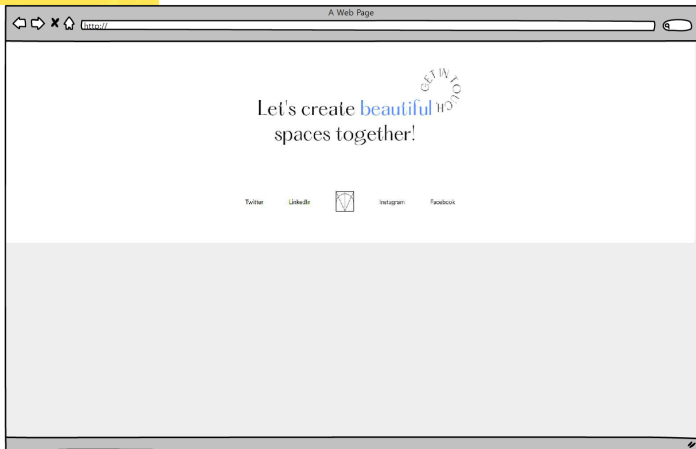 A Web Page
http://
GET IN TOUCH
Let's create beautiful
spaces together!
Twitter LinkedIn Instagram Facebook